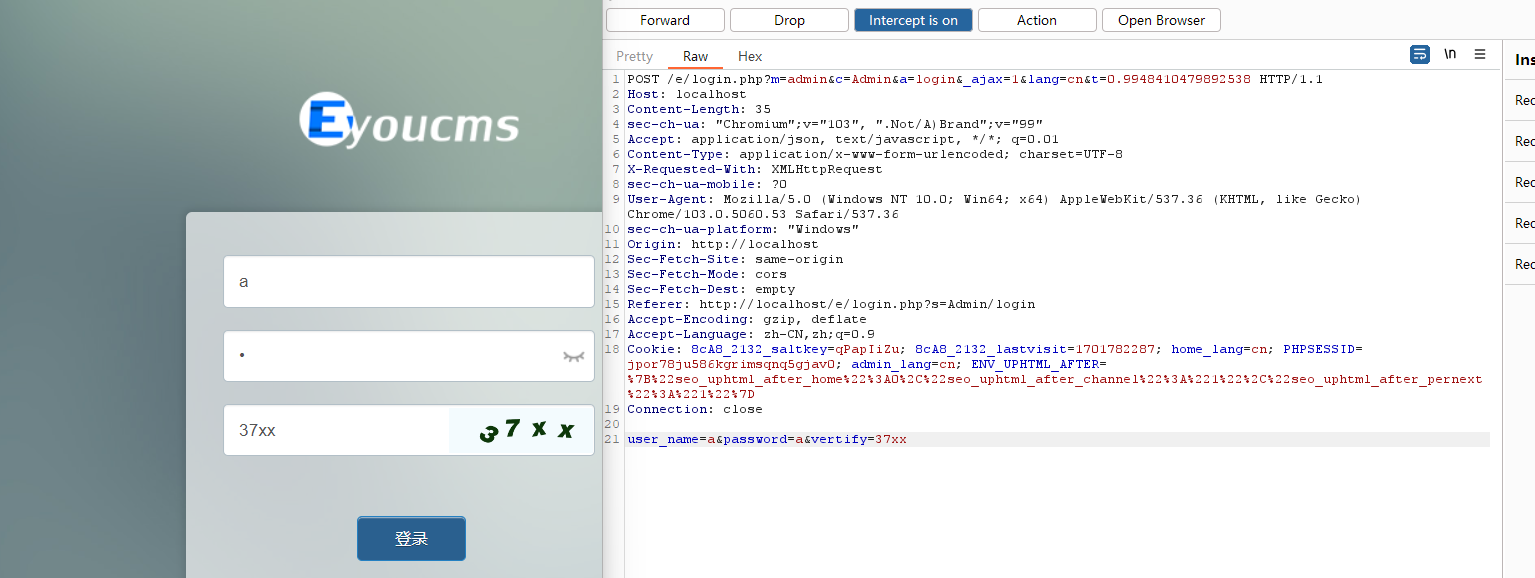 Eyoucms
a
•
37xx
37xx
登录
Forward
Drop
Intercept is on
Action
Open Browser
Pretty
Raw
Hex
\n
Ins
Rec
Rec
Rec
Rec
Rec
1 POST /e/login.php?m=admin&c=Admin&a=login&_ajax=1&lang=cn&t=0.9948410479892538 HTTP/1.1
2 Host: localhost
3 Content-Length: 35
4 sec-ch-ua: "Chromium";v="103", ".Not/A)Brand";v="99"
5 Accept: application/json, text/javascript, */*; q=0.01
6 Content-Type: application/x-www-form-urlencoded; charset=UTF-8
7 X-Requested-With: XMLHttpRequest
8 sec-ch-ua-mobile: ?0
9 User-Agent: Mozilla/5.0 (Windows NT 10.0; Win64; x64) AppleWebKit/537.36 (KHTML, like Gecko)
Chrome/103.0.5060.53 Safari/537.36
10 sec-ch-ua-platform: "Windows"
11 Origin: http://localhost
12 Sec-Fetch-Site: same-origin
13 Sec-Fetch-Mode: cors
14 Sec-Fetch-Dest: empty
15 Referer: http://localhost/e/login.php?s=Admin/login
16 Accept-Encoding: gzip, deflate
17 Accept-Language: zh-CN,zh;q=0.9
18 Cookie: 8cA8_2132_saltkey=qPapIiZu; 8cA8_2132_lastvisit=1701782287; home_lang=cn; PHPSESSID=
jpor78ju586kgrimsqnq5gjav0; admin_lang=cn; ENV_UPHTML_AFTER=
%7B%22seo_uphtml_after_home%22%3A0%2C%22seo_uphtml_after_channel%22%3A%221%22%2C%22seo_uphtml_after_pernext
%22%3A%221%22%7D
19 Connection: close
20
21 user_name=a&password=a&vertify=37xx